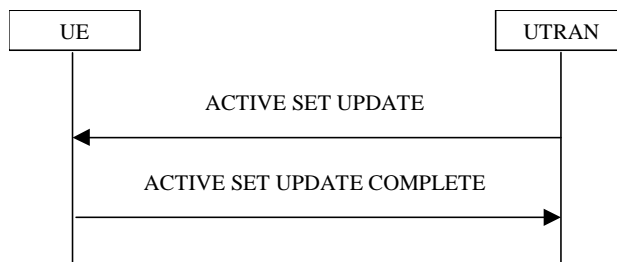 UE
UTRAN
ACTIVE SET UPDATE
ACTIVE SET UPDATE COMPLETE